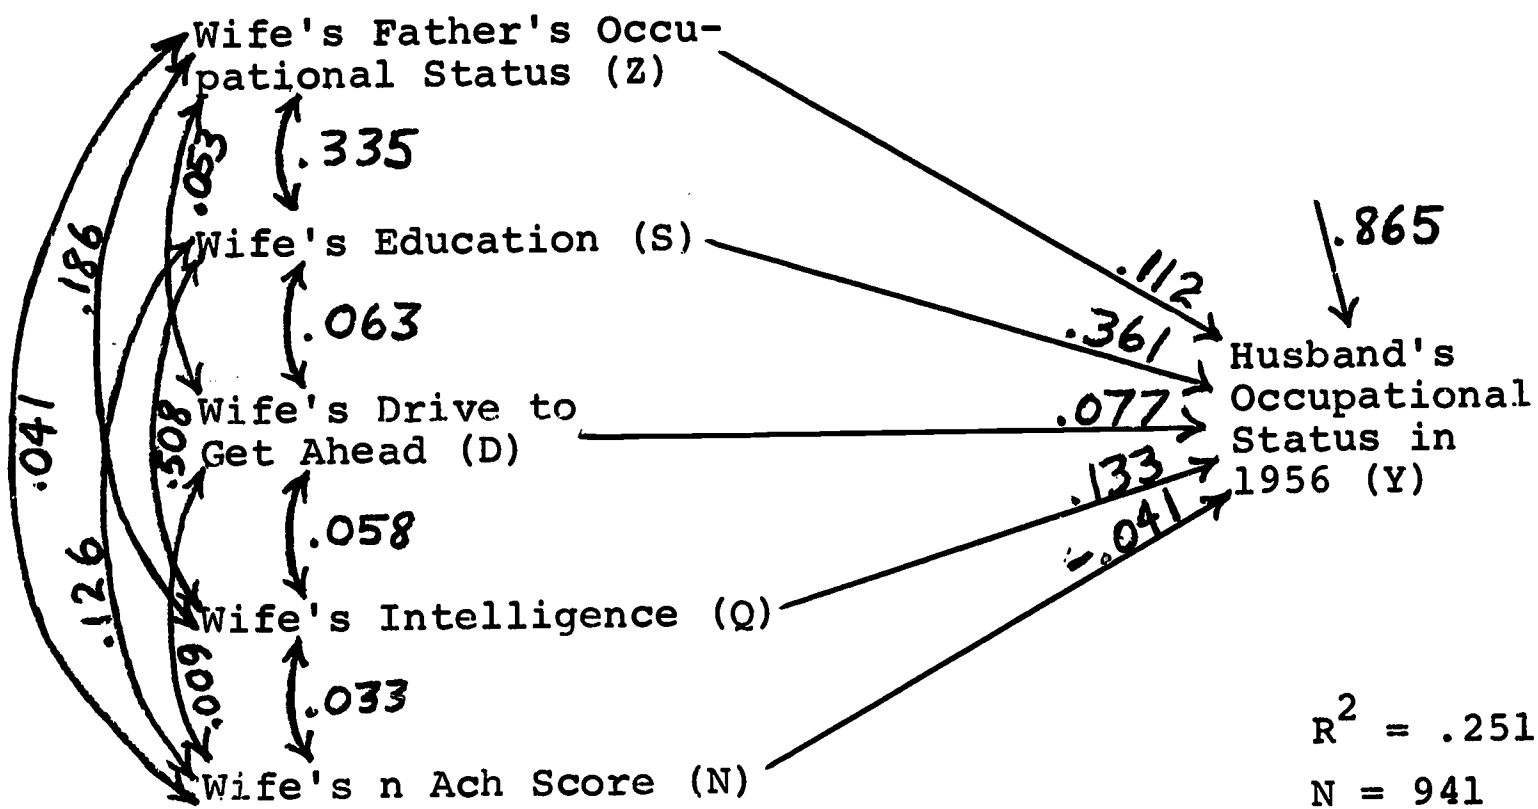 Wife's Father's Occu-
pational Status (Z)
.053
.335
.186
Wife's Education (S)
.865
.112
.063
.361
Husband's
Occupational
Status in
1956 (Y)
.041
.508
Wife's Drive to
Get Ahead (D)
.077
.133
.058
-.041
.126
Wife's Intelligence (Q)
.009
.033
R² = .251
Wife's n Ach Score (N)
N = 941